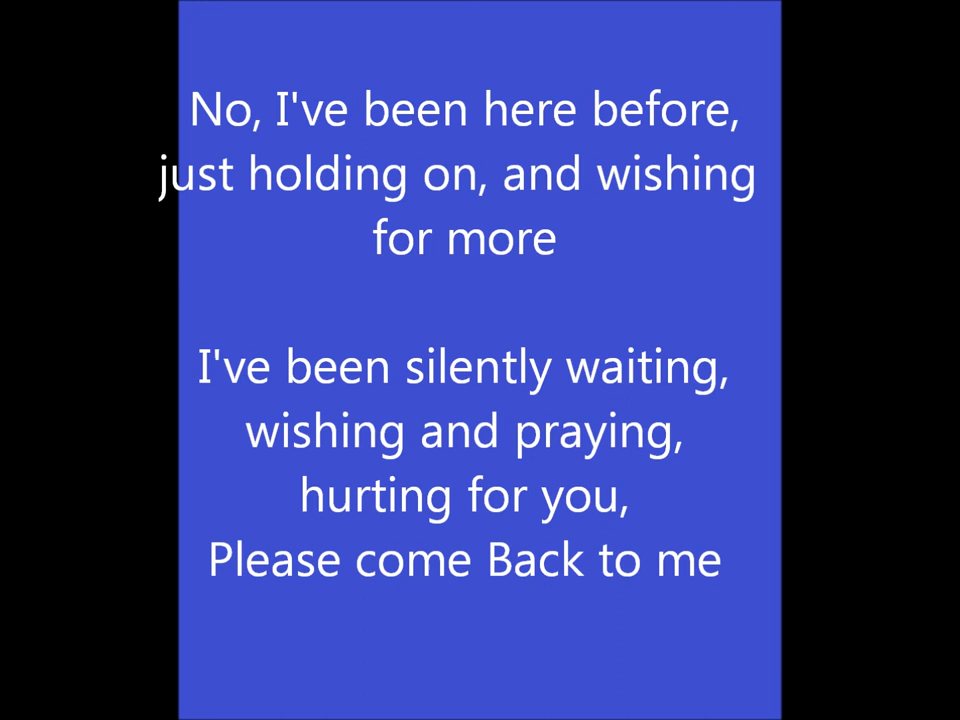 No, I've been here before,
just holding on, and wishing
for more
I've been silently waiting,
wishing and praying,
hurting for you,
Please come Back to me